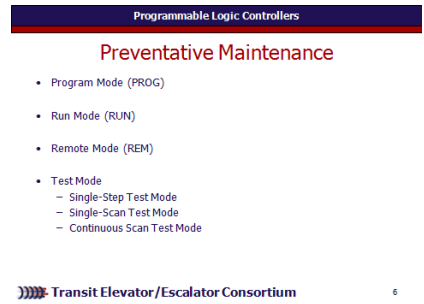 Programmable Logic Controllers
Preventative Maintenance
• Program Mode (PROG)
• Run Mode (RUN)
• Remote Mode (REM)
• Test Mode
– Single-Step Test Mode
– Single-Scan Test Mode
– Continuous Scan Test Mode
Transit Elevator/Escalator Consortium
6